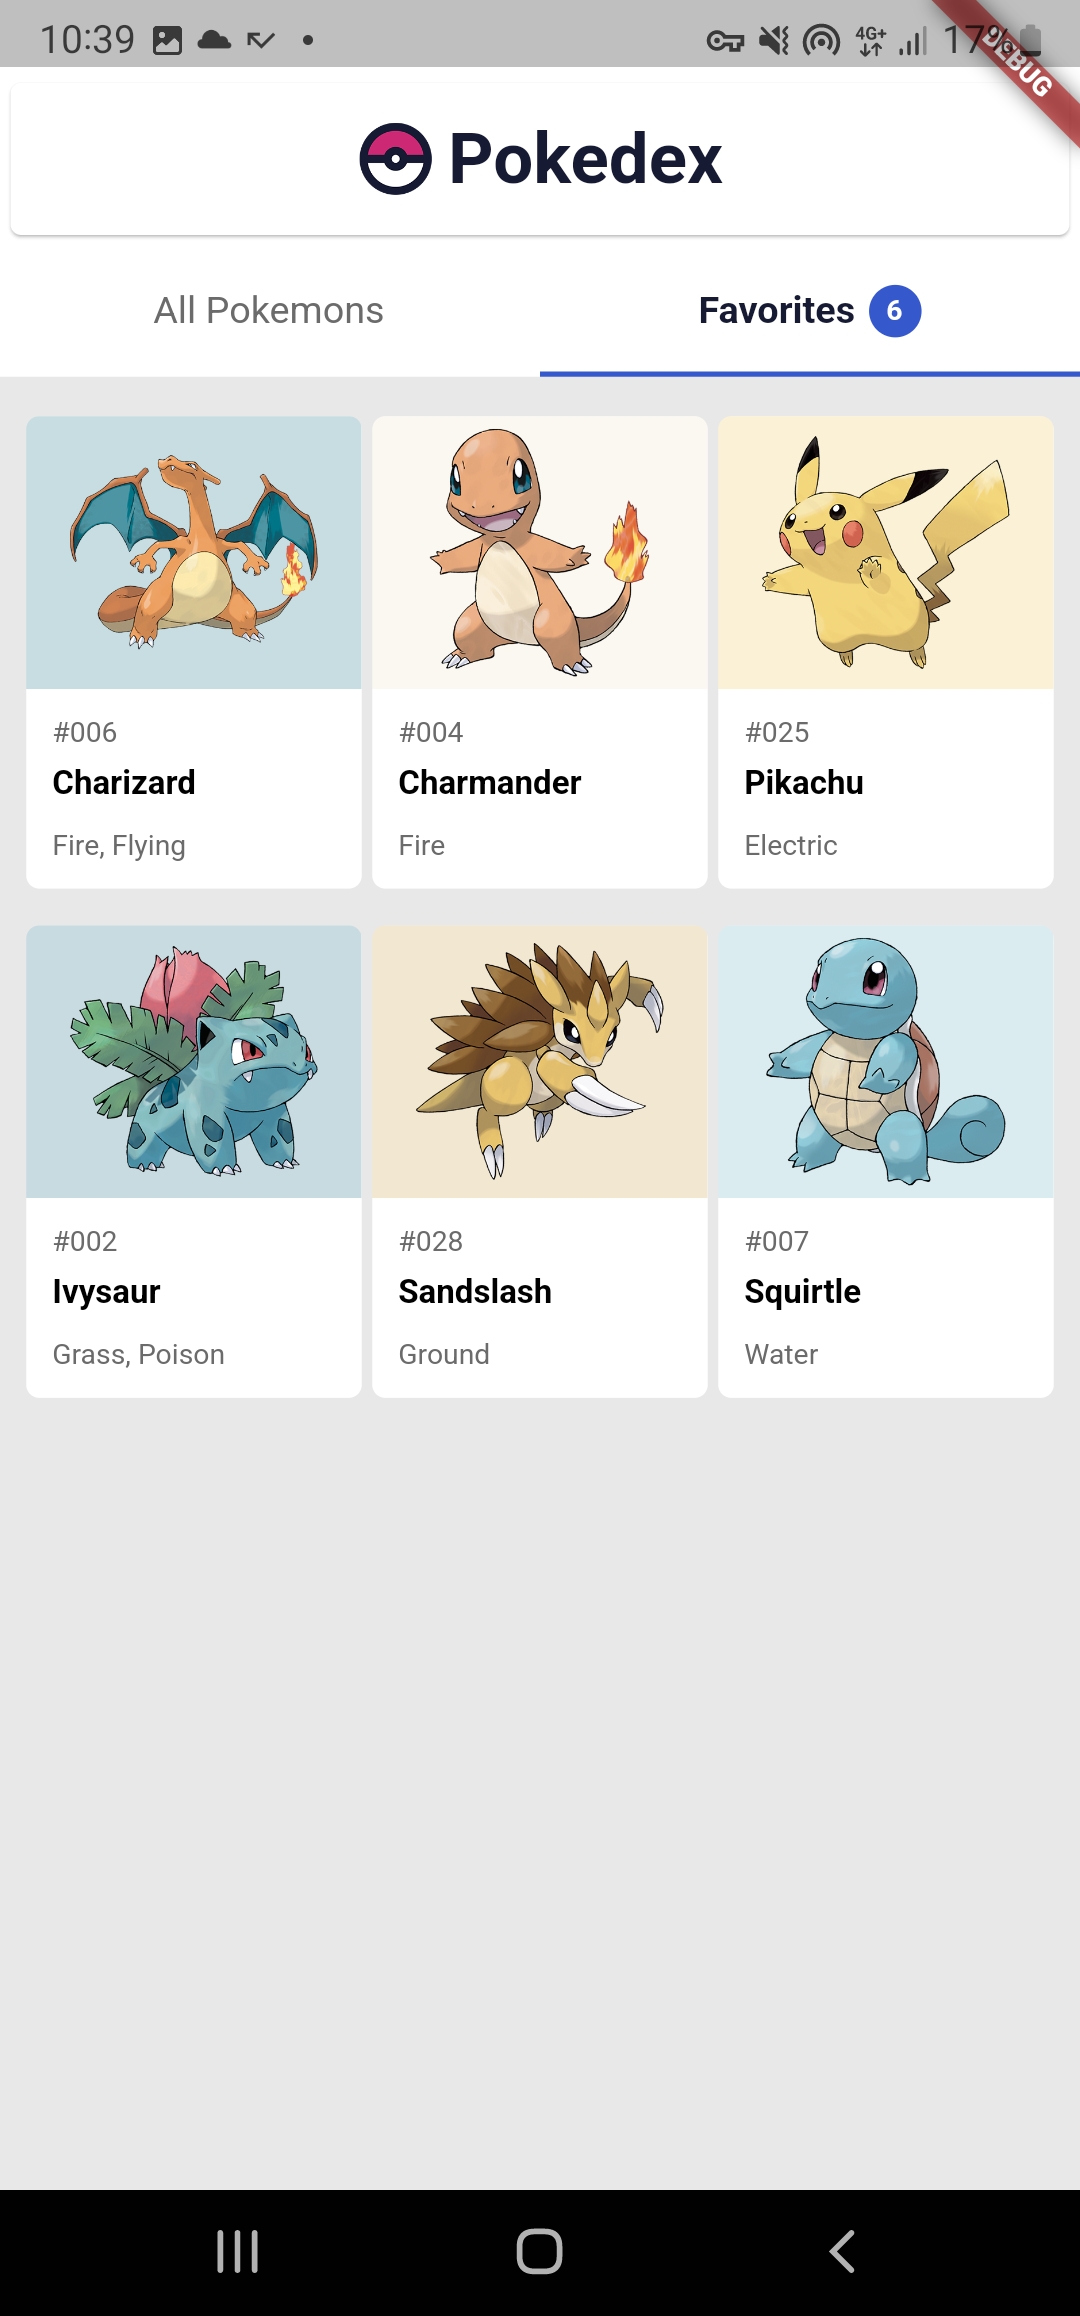 10:39
4G+
17%
DEBUG
Pokedex
All Pokemons
Favorites 6
#006
Charizard
Fire, Flying
#004
Charmander
Fire
#025
Pikachu
Electric
#002
Ivysaur
Grass, Poison
#028
Sandslash
Ground
#007
Squirtle
Water